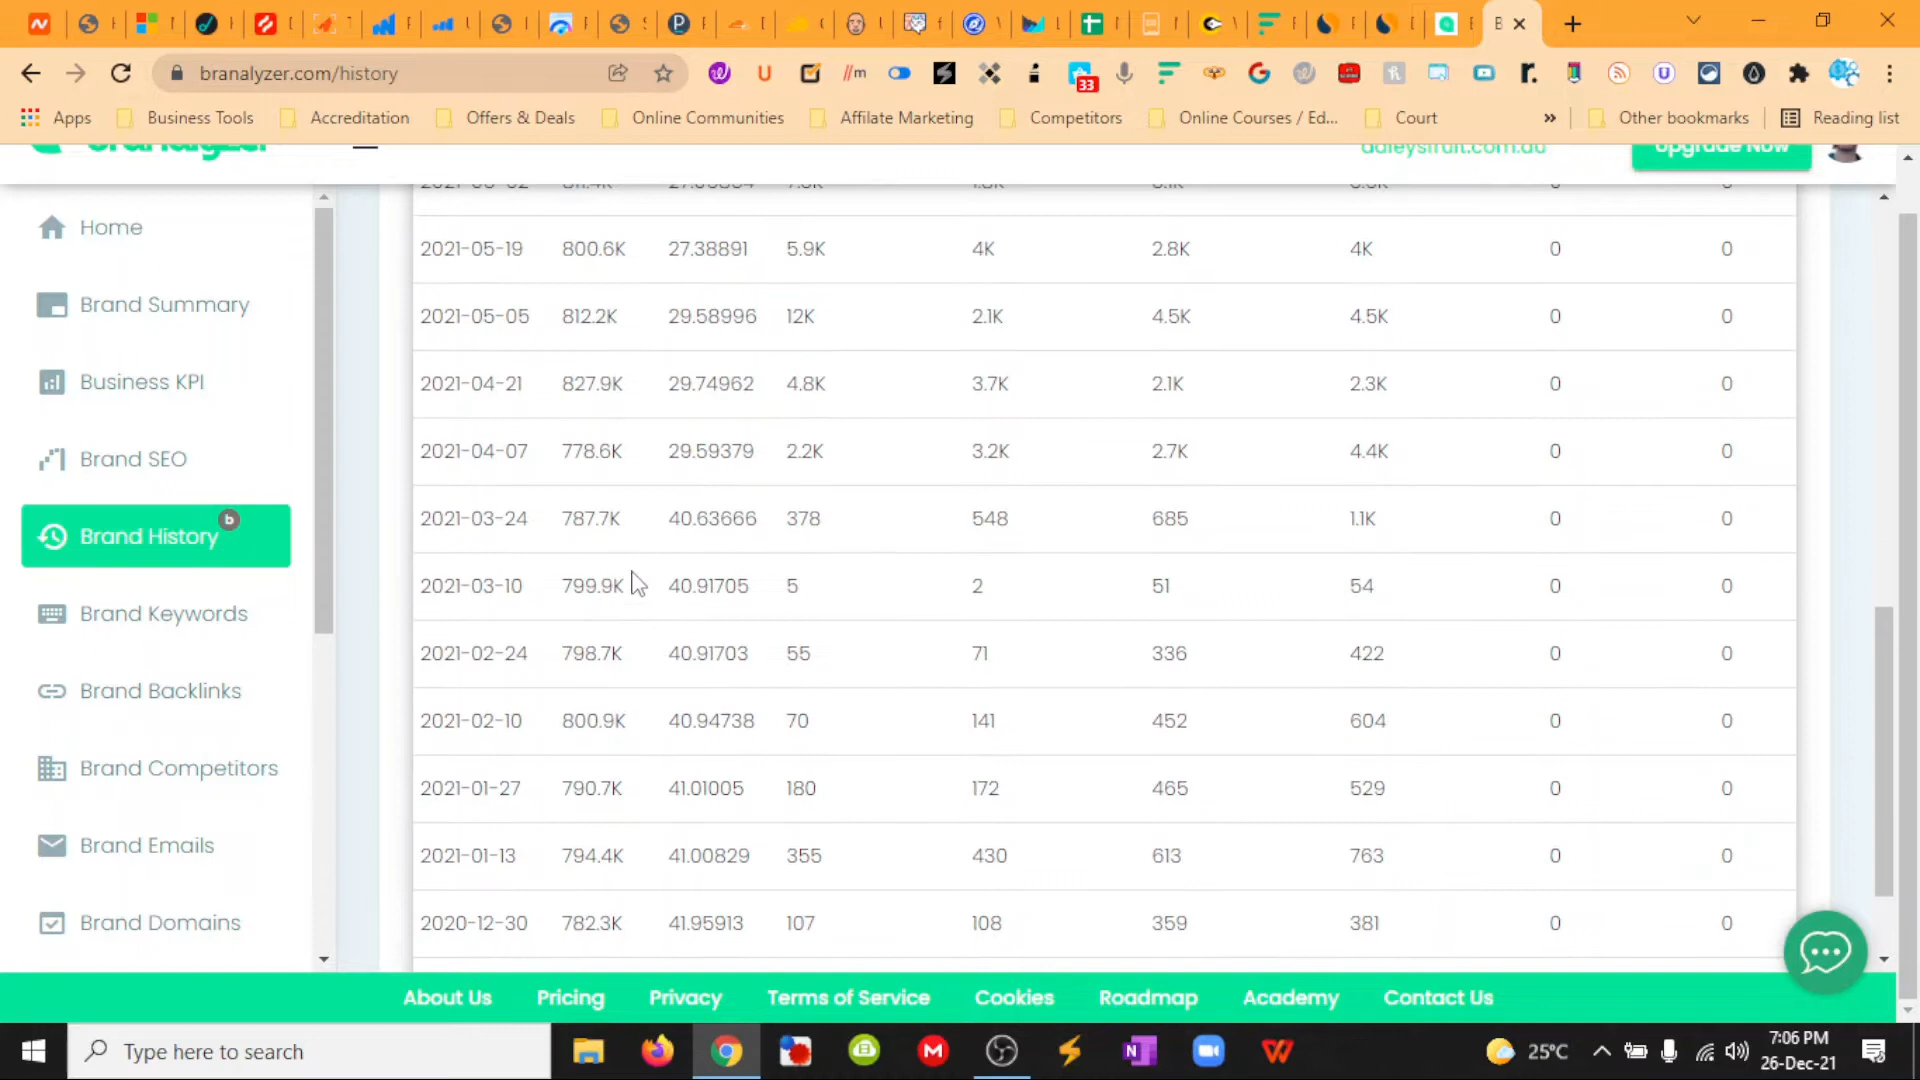 branalyzer.com/history
33
Apps Business Tools Accreditation Offers & Deals Online Communities Affilate Marketing Competitors Online Courses / Ed... Court » Other bookmarks Reading list
branalyzer daleysfruit.com.au Upgrade Now
Home
Brand Summary
Business KPI
Brand SEO
Brand History b
Brand Keywords
Brand Backlinks
Brand Competitors
Brand Emails
Brand Domains
2021-05-19 800.6K 27.38891 5.9K 4K 2.8K 4K 0 0
2021-05-05 812.2K 29.58996 12K 2.1K 4.5K 4.5K 0 0
2021-04-21 827.9K 29.74962 4.8K 3.7K 2.1K 2.3K 0 0
2021-04-07 778.6K 29.59379 2.2K 3.2K 2.7K 4.4K 0 0
2021-03-24 787.7K 40.63666 378 548 685 1.1K 0 0
2021-03-10 799.9K 40.91705 5 2 51 54 0 0
2021-02-24 798.7K 40.91703 55 71 336 422 0 0
2021-02-10 800.9K 40.94738 70 141 452 604 0 0
2021-01-27 790.7K 41.01005 180 172 465 529 0 0
2021-01-13 794.4K 41.00829 355 430 613 763 0 0
2020-12-30 782.3K 41.95913 107 108 359 381 0 0
About Us Pricing Privacy Terms of Service Cookies Roadmap Academy Contact Us
Type here to search
25°C
7:06 PM
26-Dec-21